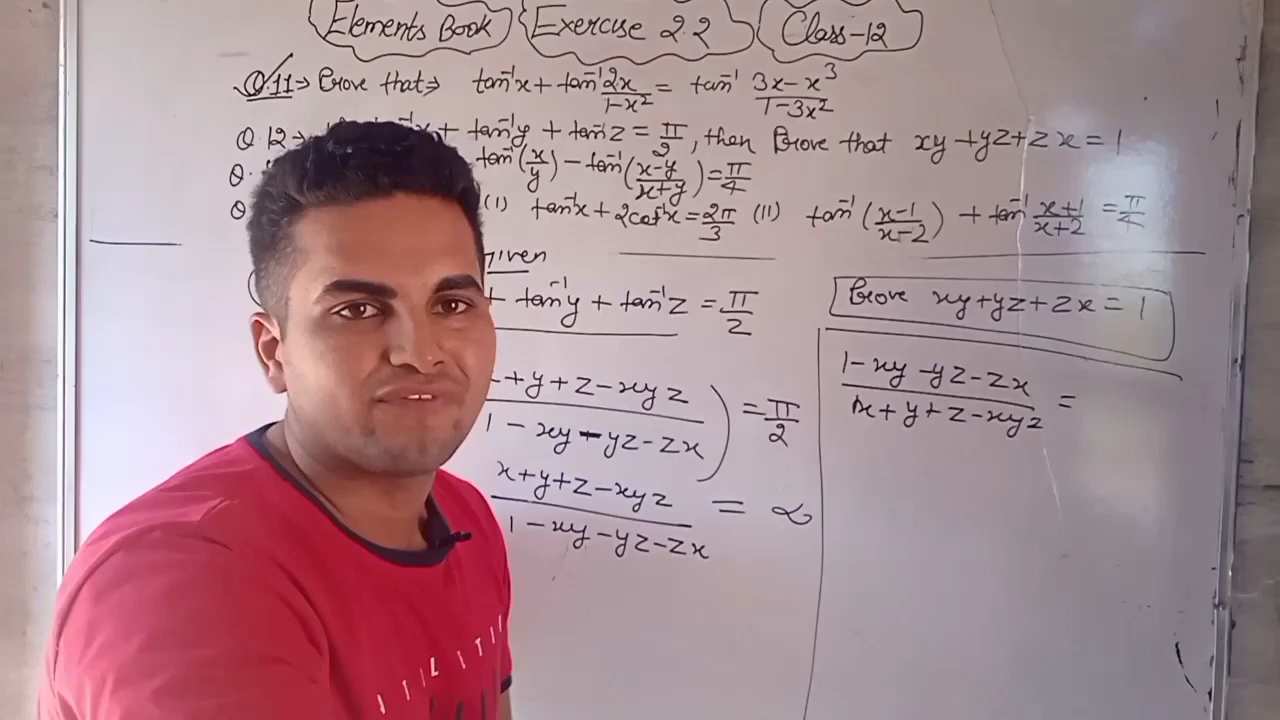 Elements Book Exercise 2.2 Class-12
Q.11→ Prove that⇒ tan⁻¹x + tan⁻¹ 2x/(1-x²) = tan⁻¹ (3x-x³)/(1-3x²)
Q.12→ x + tan⁻¹y + tan⁻¹z = π/2, then Prove that xy+yz+zx = 1
Q. tan⁻¹(x/y) - tan⁻¹((x-y)/(x+y)) = π/4
Q (I) tan⁻¹x + 2cot⁻¹x = 2π/3 (II) tan⁻¹((x-1)/(x-2)) + tan⁻¹ (x+1)/(x+2) = π/4
given
+ tan⁻¹y + tan⁻¹z = π/2
+y+z-xyz / 1-xy-yz-zx ) = π/2
x+y+z-xyz / 1-xy-yz-zx = ∝
Prove xy+yz+zx = 1
1-xy-yz-zx / x+y+z-xyz =